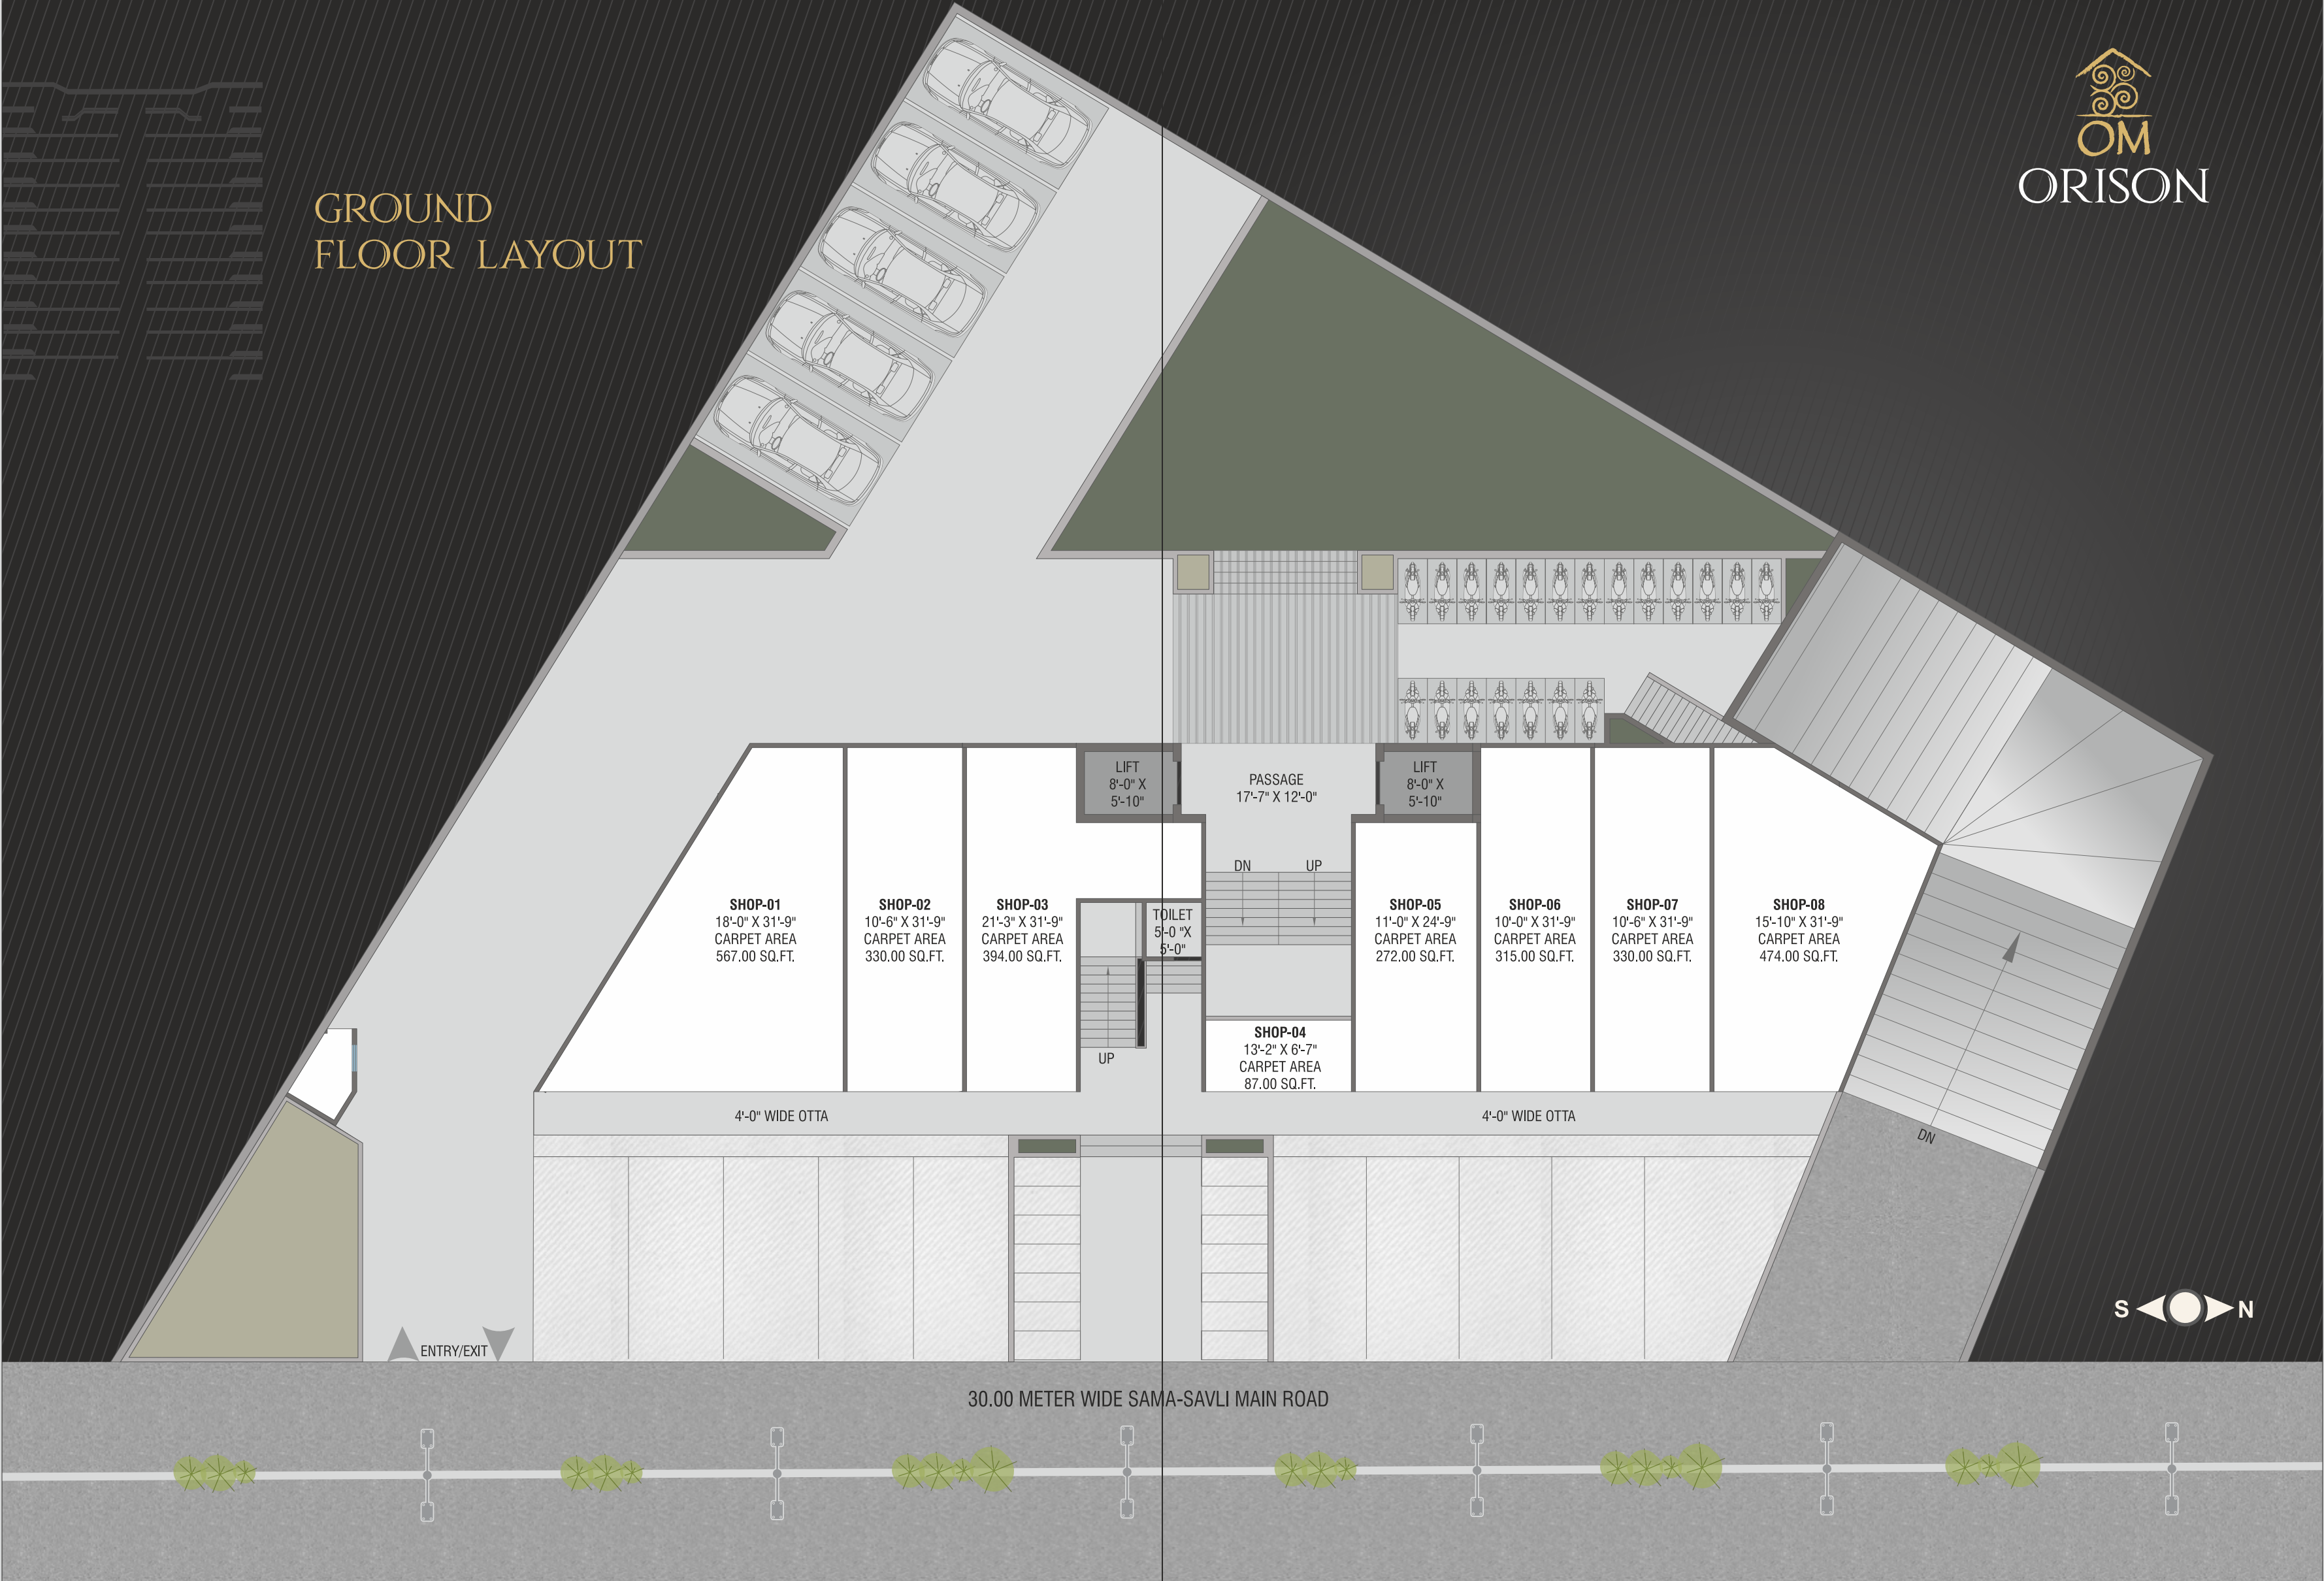 GROUND
FLOOR LAYOUT
OM
ORISON
LIFT
8'-0" X
5'-10"
PASSAGE
17'-7" X 12'-0"
LIFT
8'-0" X
5'-10"
DN
UP
SHOP-01
18'-0" X 31'-9"
CARPET AREA
567.00 SQ.FT.
SHOP-02
10'-6" X 31'-9"
CARPET AREA
330.00 SQ.FT.
SHOP-03
21'-3" X 31'-9"
CARPET AREA
394.00 SQ.FT.
TOILET
5'-0 "X
5'-0"
SHOP-05
11'-0" X 24'-9"
CARPET AREA
272.00 SQ.FT.
SHOP-06
10'-0" X 31'-9"
CARPET AREA
315.00 SQ.FT.
SHOP-07
10'-6" X 31'-9"
CARPET AREA
330.00 SQ.FT.
SHOP-08
15'-10" X 31'-9"
CARPET AREA
474.00 SQ.FT.
UP
SHOP-04
13'-2" X 6'-7"
CARPET AREA
87.00 SQ.FT.
4'-0" WIDE OTTA
4'-0" WIDE OTTA
DN
S
N
ENTRY/EXIT
30.00 METER WIDE SAMA-SAVLI MAIN ROAD